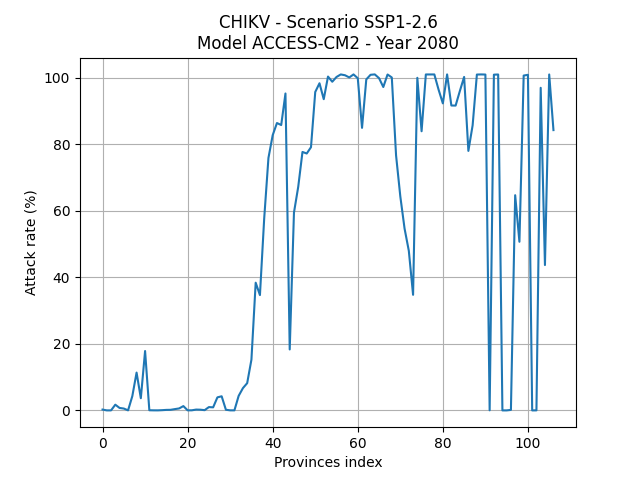 CHIKV - Scenario SSP1-2.6
Model ACCESS-CM2 - Year 2080
Attack rate (%)
100
80
60
40
20
0
0 20 40 60 80 100
Provinces index